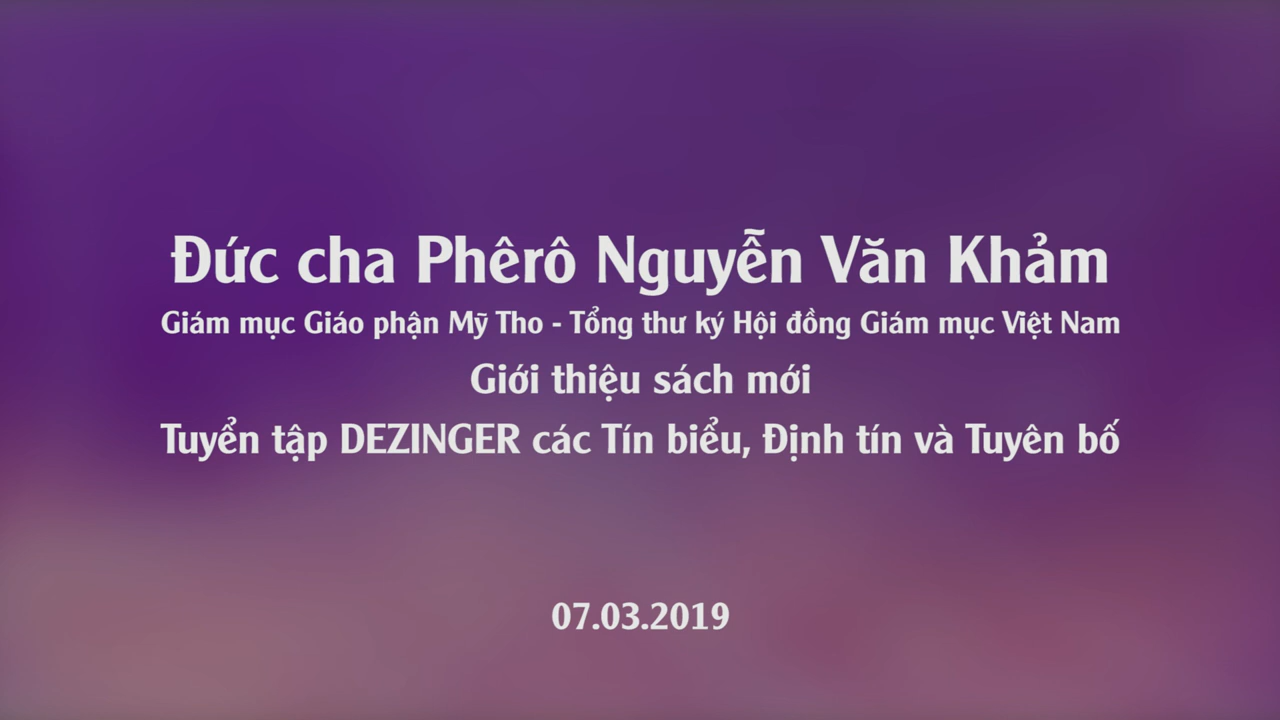 Đức cha Phêrô Nguyễn Văn Khảm
Giám mục Giáo phận Mỹ Tho - Tổng thư ký Hội đồng Giám mục Việt Nam
Giới thiệu sách mới
Tuyển tập DEZINGER các Tín biểu, Định tín và Tuyên bố
07.03.2019